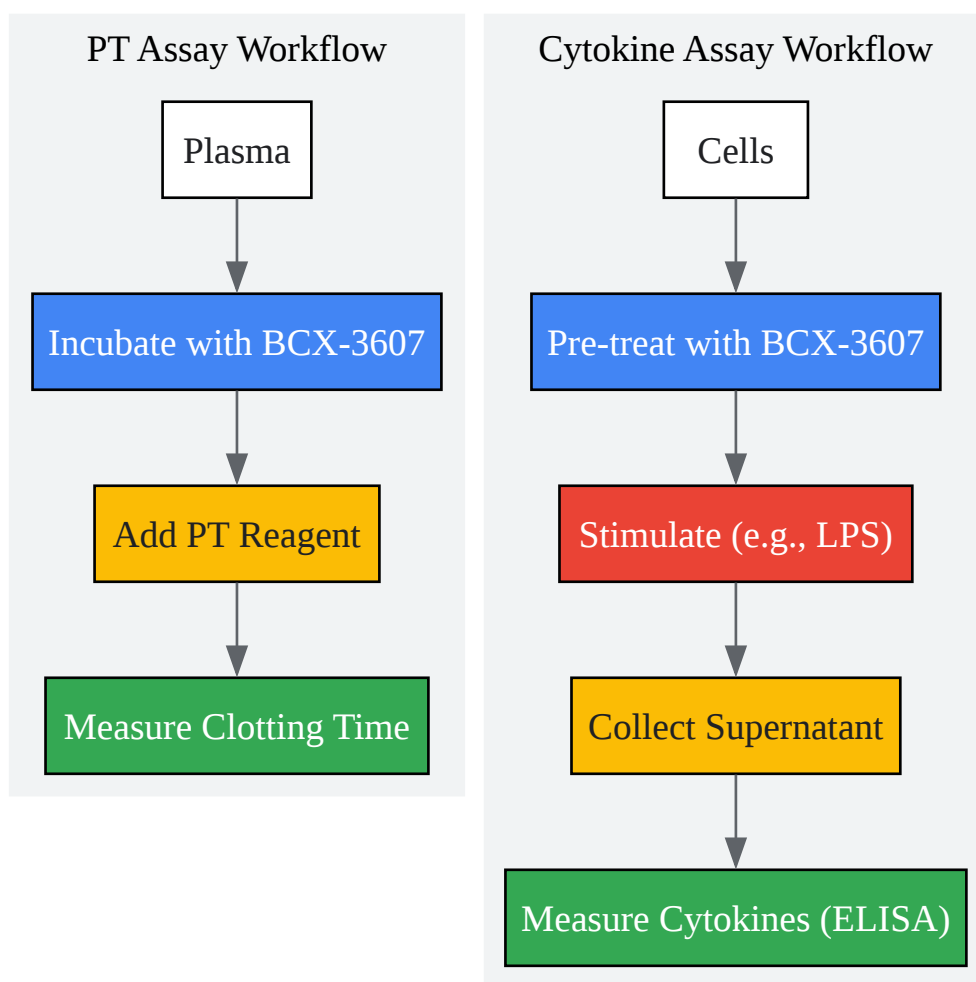 PT Assay Workflow
Plasma
Incubate with BCX-3607
Add PT Reagent
Measure Clotting Time
Cytokine Assay Workflow
Cells
Pre-treat with BCX-3607
Stimulate (e.g., LPS)
Collect Supernatant
Measure Cytokines (ELISA)